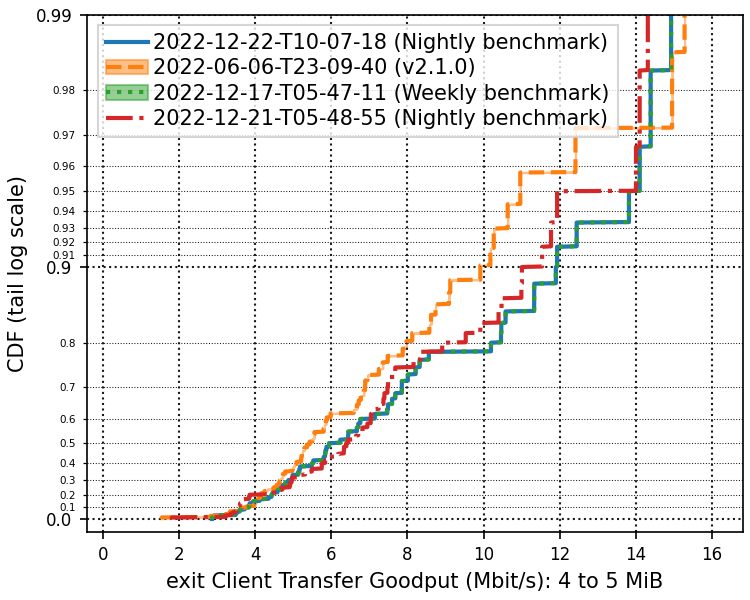 0.99
0.98
0.97
0.96
0.95
0.94
0.93
0.92
0.91
0.9
0.8
0.7
0.6
0.5
0.4
0.3
0.2
0.1
0.0
CDF (tail log scale)
2022-12-22-T10-07-18 (Nightly benchmark)
2022-06-06-T23-09-40 (v2.1.0)
2022-12-17-T05-47-11 (Weekly benchmark)
2022-12-21-T05-48-55 (Nightly benchmark)
0 2 4 6 8 10 12 14 16
exit Client Transfer Goodput (Mbit/s): 4 to 5 MiB